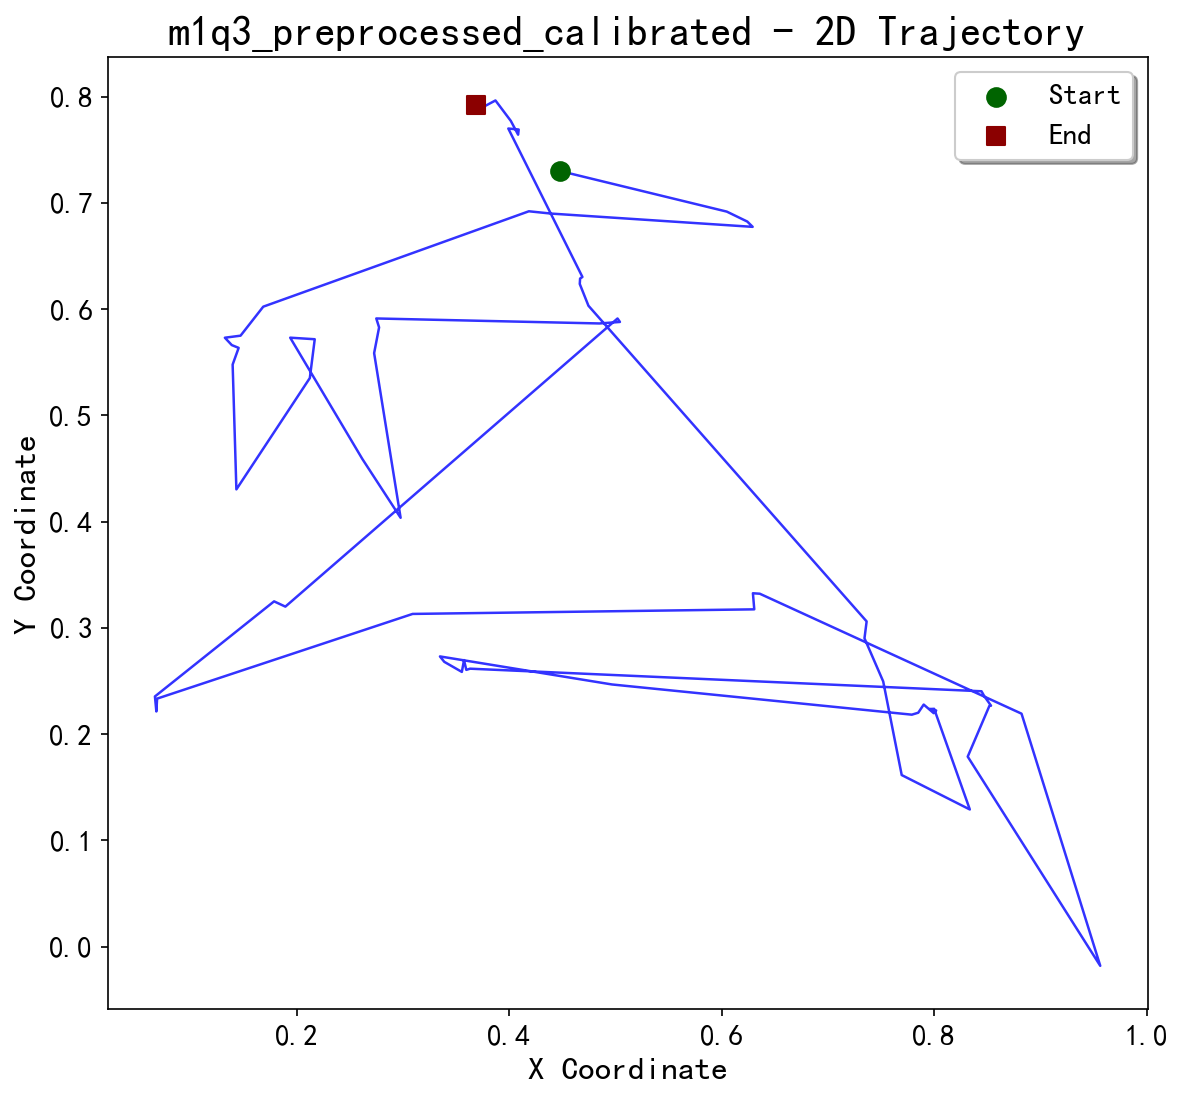 m1q3_preprocessed_calibrated - 2D Trajectory
Start
End
0.8
0.7
0.6
0.5
0.4
0.3
0.2
0.1
0.0
Y Coordinate
0.2 0.4 0.6 0.8 1.0
X Coordinate